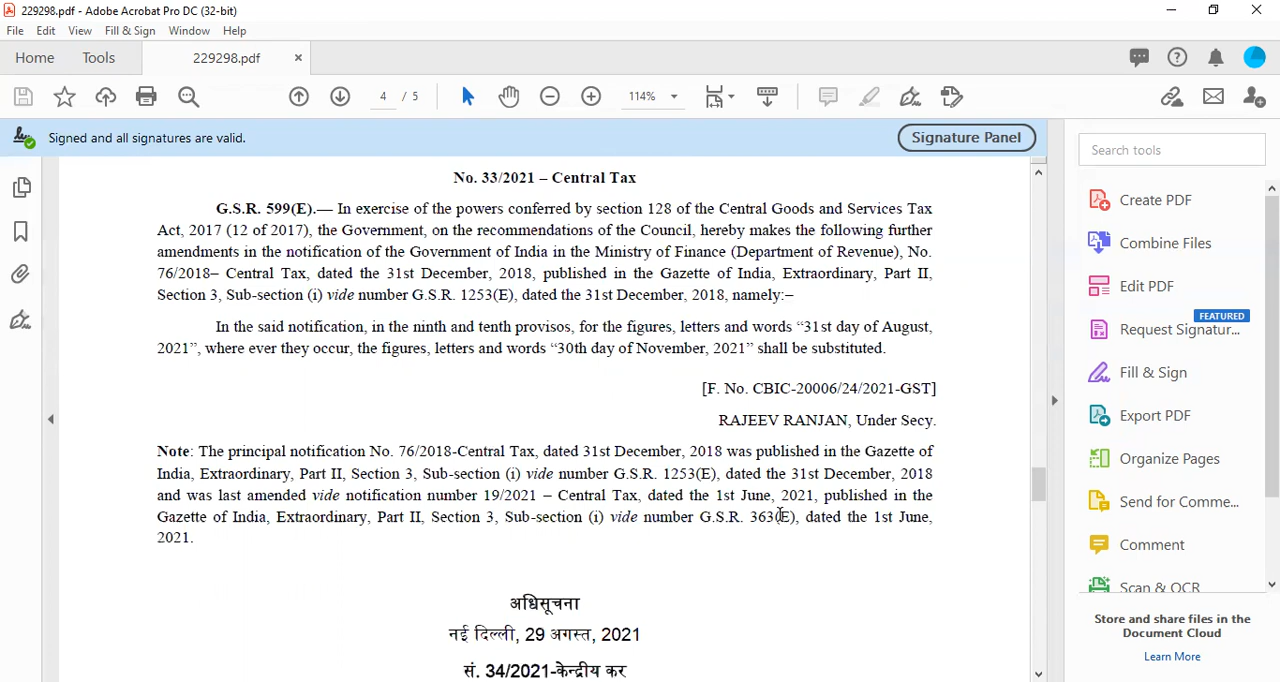 229298.pdf - Adobe Acrobat Pro DC (32-bit)
File Edit View Fill & Sign Window Help
Home Tools 229298.pdf ×
4 / 5 114%
Signed and all signatures are valid. Signature Panel
No. 33/2021 – Central Tax
G.S.R. 599(E).— In exercise of the powers conferred by section 128 of the Central Goods and Services Tax
Act, 2017 (12 of 2017), the Government, on the recommendations of the Council, hereby makes the following further
amendments in the notification of the Government of India in the Ministry of Finance (Department of Revenue), No.
76/2018– Central Tax, dated the 31st December, 2018, published in the Gazette of India, Extraordinary, Part II,
Section 3, Sub-section (i) vide number G.S.R. 1253(E), dated the 31st December, 2018, namely:–
In the said notification, in the ninth and tenth provisos, for the figures, letters and words “31st day of August,
2021”, where ever they occur, the figures, letters and words “30th day of November, 2021” shall be substituted.
[F. No. CBIC-20006/24/2021-GST]
RAJEEV RANJAN, Under Secy.
Note: The principal notification No. 76/2018-Central Tax, dated 31st December, 2018 was published in the Gazette of
India, Extraordinary, Part II, Section 3, Sub-section (i) vide number G.S.R. 1253(E), dated the 31st December, 2018
and was last amended vide notification number 19/2021 – Central Tax, dated the 1st June, 2021, published in the
Gazette of India, Extraordinary, Part II, Section 3, Sub-section (i) vide number G.S.R. 363(E), dated the 1st June,
2021.
अधिसूचना
नई दिल्ली, 29 अगस्त, 2021
सं. 34/2021-केन्द्रीय कर
Search tools
Create PDF
Combine Files
Edit PDF
FEATURED
Request Signatur...
Fill & Sign
Export PDF
Organize Pages
Send for Comme...
Comment
Scan & OCR
Store and share files in the
Document Cloud
Learn More